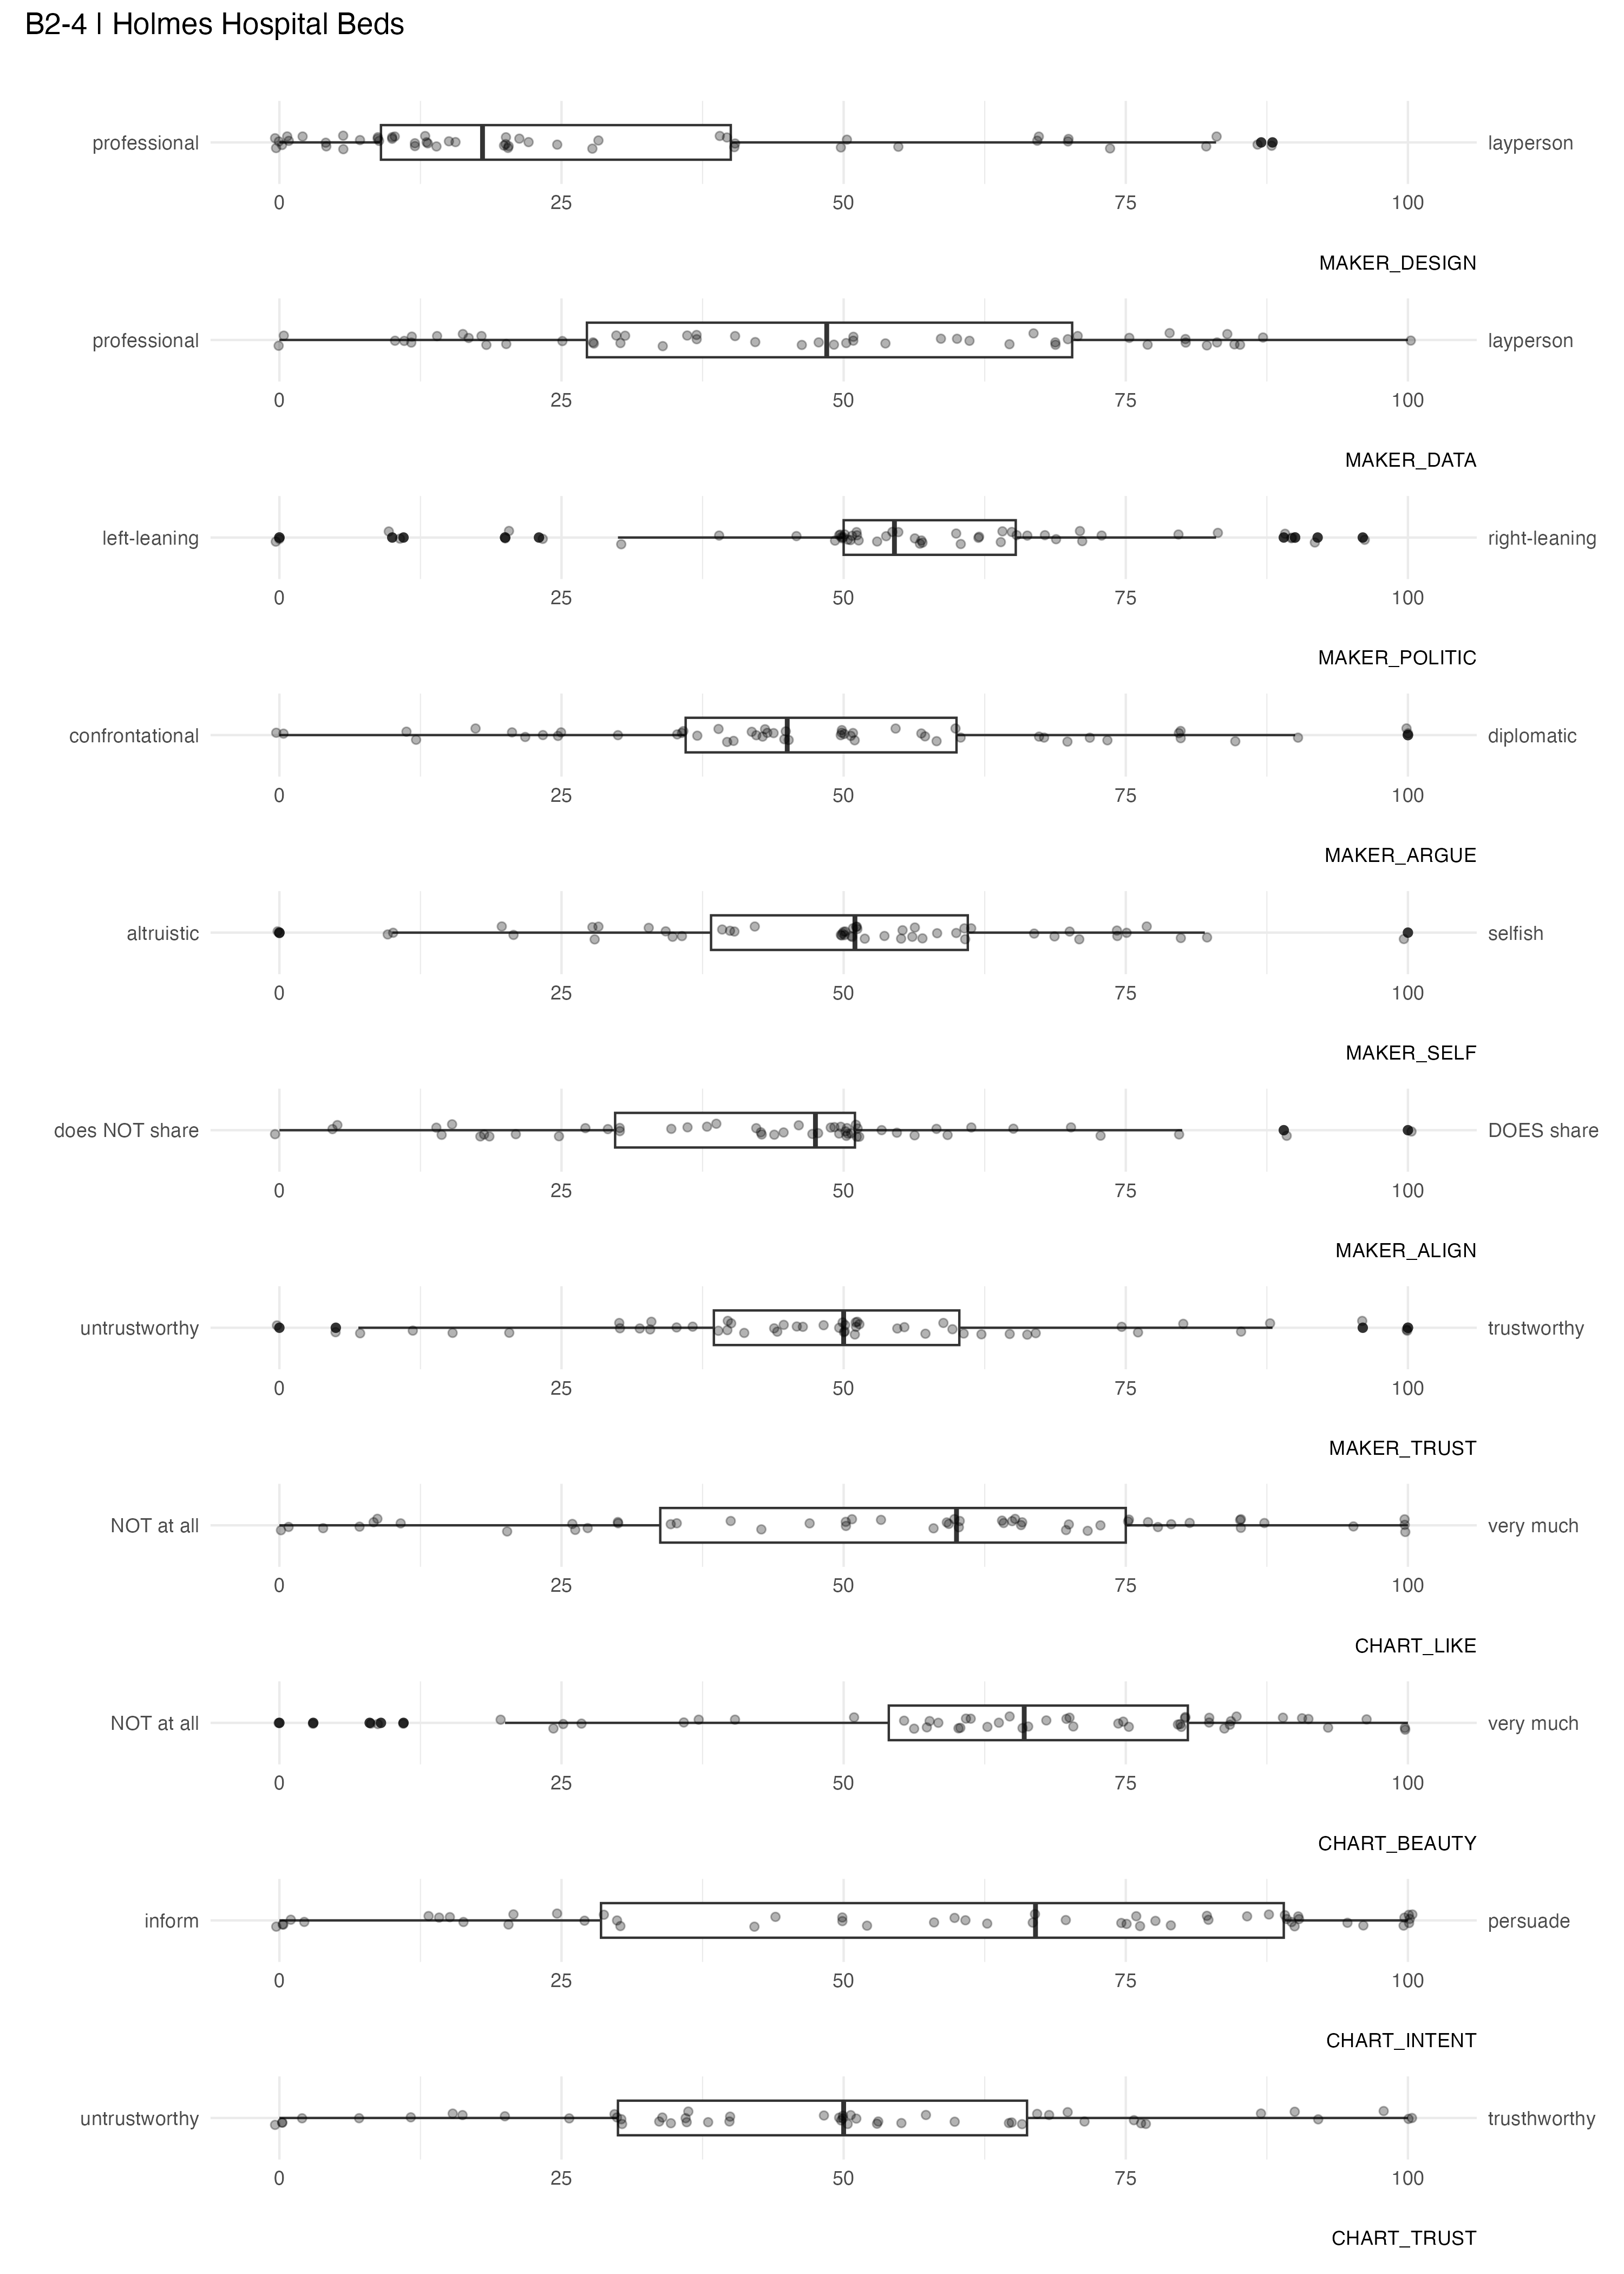 B2-4 | Holmes Hospital Beds
professional layperson
0 25 50 75 100
MAKER_DESIGN
professional layperson
0 25 50 75 100
MAKER_DATA
left-leaning right-leaning
0 25 50 75 100
MAKER_POLITIC
confrontational diplomatic
0 25 50 75 100
MAKER_ARGUE
altruistic selfish
0 25 50 75 100
MAKER_SELF
does NOT share DOES share
0 25 50 75 100
MAKER_ALIGN
untrustworthy trustworthy
0 25 50 75 100
MAKER_TRUST
NOT at all very much
0 25 50 75 100
CHART_LIKE
NOT at all very much
0 25 50 75 100
CHART_BEAUTY
inform persuade
0 25 50 75 100
CHART_INTENT
untrustworthy trusthworthy
0 25 50 75 100
CHART_TRUST